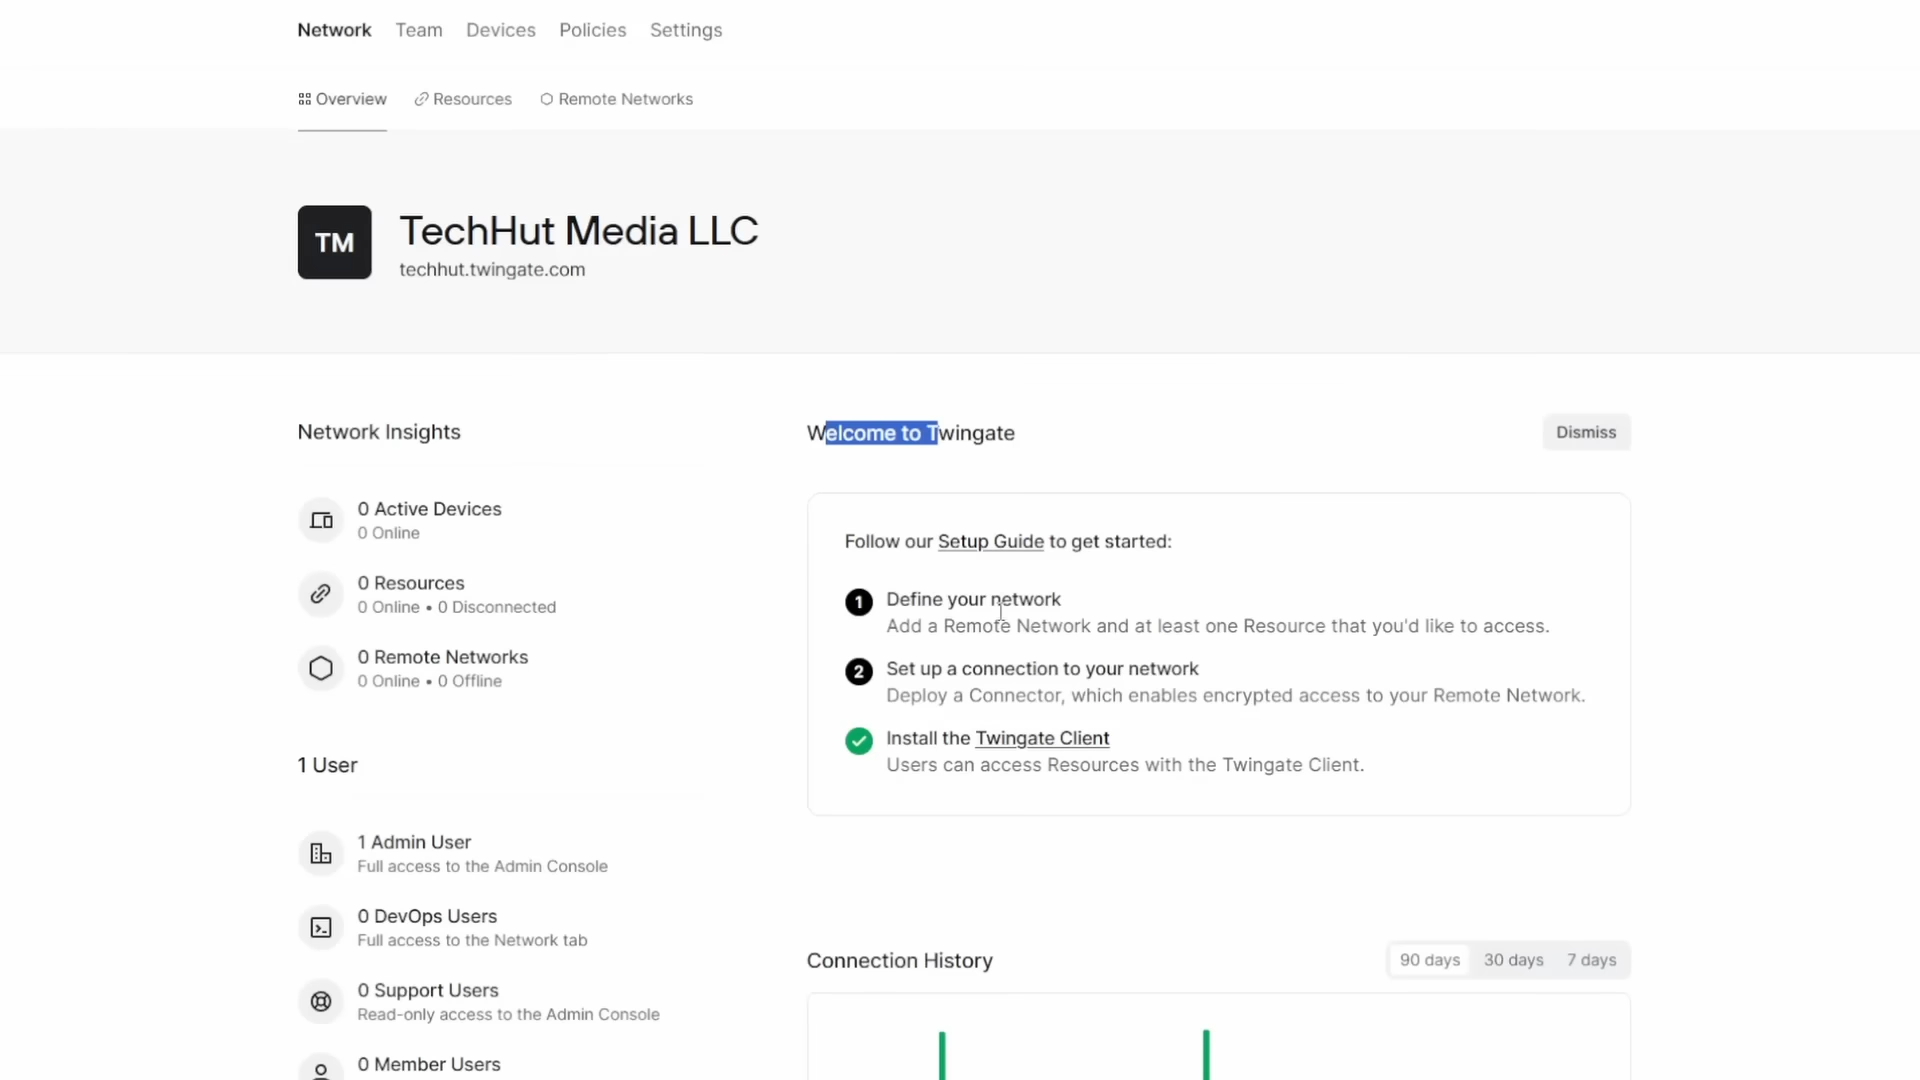 Network Team Devices Policies Settings
Overview Resources Remote Networks
TM
TechHut Media LLC
techhut.twingate.com
Network Insights
0 Active Devices
0 Online
0 Resources
0 Online • 0 Disconnected
0 Remote Networks
0 Online • 0 Offline
1 User
1 Admin User
Full access to the Admin Console
0 DevOps Users
Full access to the Network tab
0 Support Users
Read-only access to the Admin Console
0 Member Users
Welcome to Twingate
Dismiss
Follow our Setup Guide to get started:
1 Define your network
Add a Remote Network and at least one Resource that you'd like to access.
2 Set up a connection to your network
Deploy a Connector, which enables encrypted access to your Remote Network.
Install the Twingate Client
Users can access Resources with the Twingate Client.
Connection History
90 days 30 days 7 days